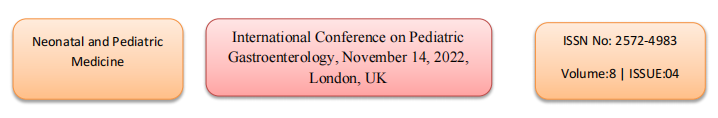 Neonatal and Pediatric
Medicine
International Conference on Pediatric
Gastroenterology, November 14, 2022,
London, UK
ISSN No: 2572-4983
Volume:8 | ISSUE:04